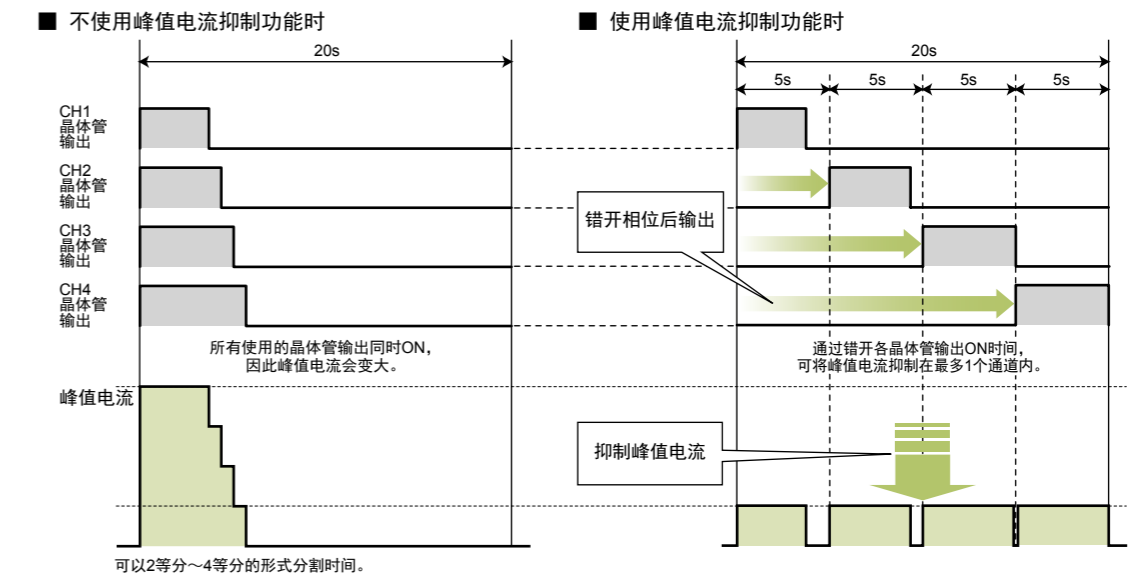 ■ 不使用峰值电流抑制功能时
20s
CH1
晶体管
输出
CH2
晶体管
输出
CH3
晶体管
输出
CH4
晶体管
输出
所有使用的晶体管输出同时ON，
因此峰值电流会变大。
峰值电流
可以2等分～4等分的形式分割时间。
■ 使用峰值电流抑制功能时
20s
5s
5s
5s
5s
错开相位后输出
通过错开各晶体管输出ON时间，
可将峰值电流抑制在最多1个通道内。
抑制峰值电流